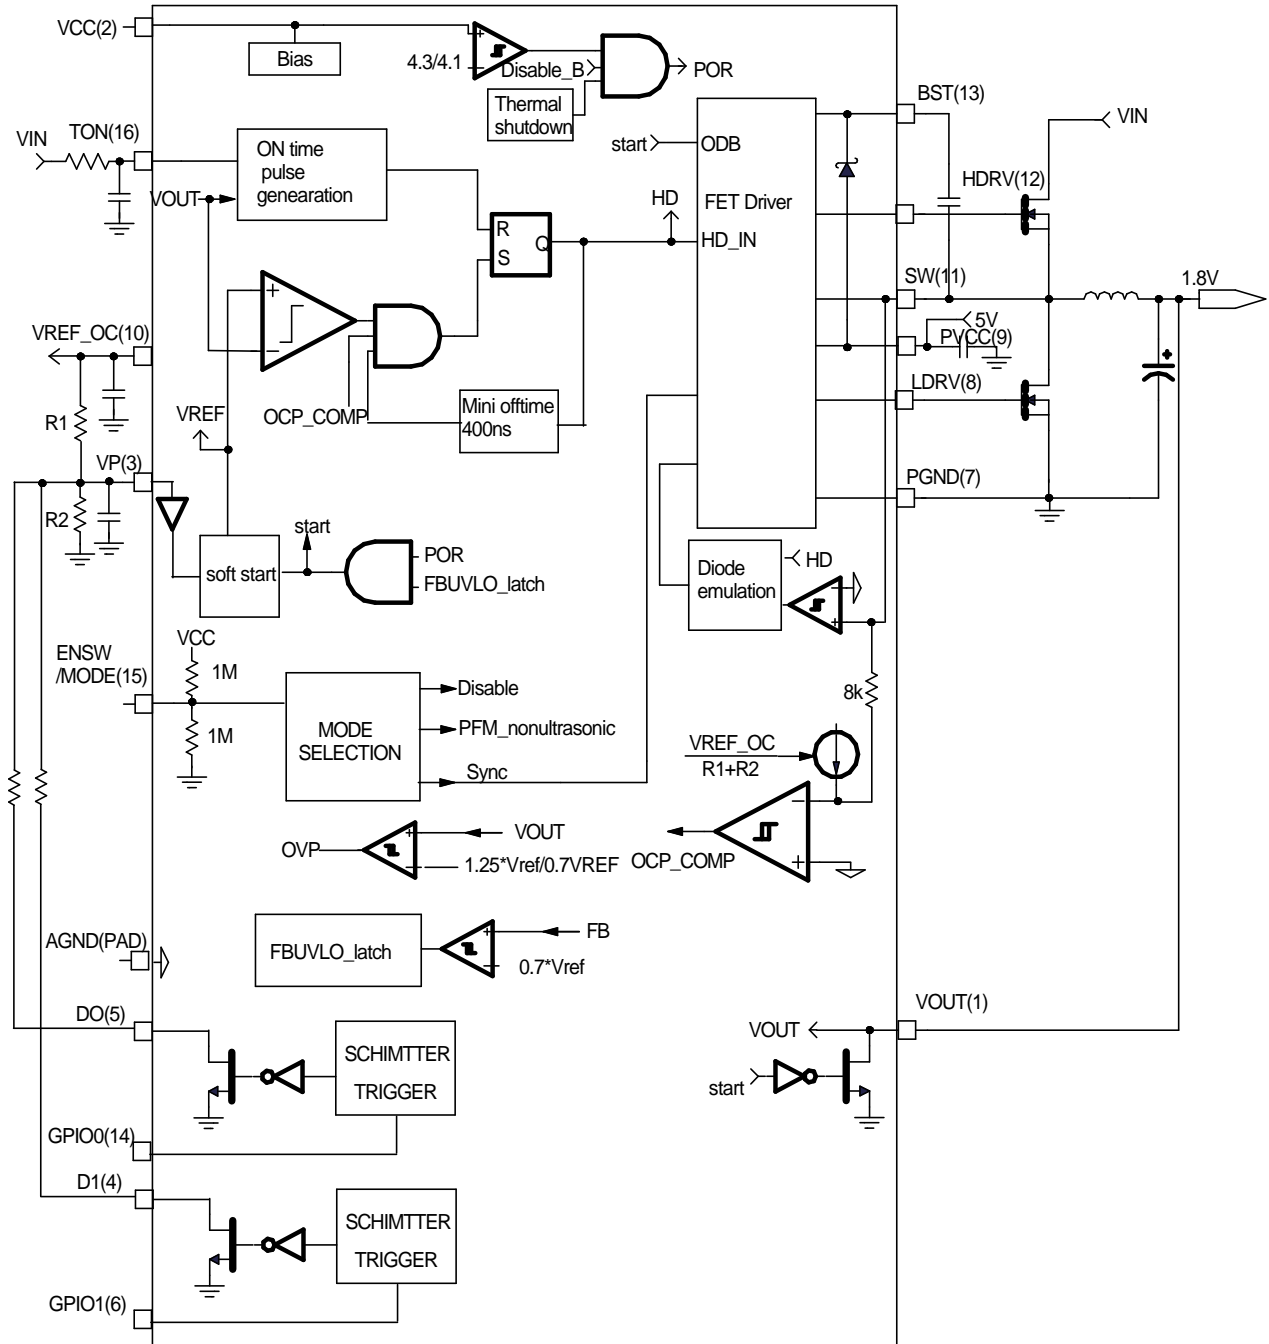 VCC(2)
Bias
4.3/4.1
+
Disable_B
POR
Thermal
shutdown
BST(13)
VIN
TON(16)
VIN
ON time
pulse
genearation
VOUT
start
ODB
FET Driver
HD_IN
HD
HDRV(12)
R
S
Q
SW(11)
1.8V
+
−
5V
PVCC(9)
+
VREF_OC(10)
LDRV(8)
R1
VREF
OCP_COMP
Mini offtime
400ns
VP(3)
R2
PGND(7)
start
soft start
POR
FBUVLO_latch
Diode
emulation
HD
+
ENSW
/MODE(15)
VCC
1M
1M
MODE
SELECTION
Disable
PFM_nonultrasonic
Sync
8k
VREF_OC
R1+R2
−
+
OCP_COMP
OVP
+
VOUT
1.25*Vref/0.7VREF
AGND(PAD)
FBUVLO_latch
+
FB
0.7*Vref
DO(5)
SCHIMTTER
TRIGGER
VOUT(1)
VOUT
start
GPIO0(14)
D1(4)
SCHIMTTER
TRIGGER
GPIO1(6)